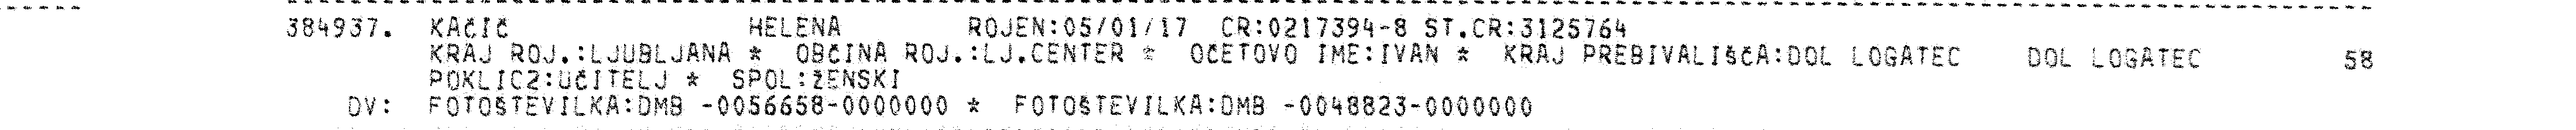 384937. KAČIČ HELENA ROJEN:05/01/17 CR:0217394-8 ST.CR:3125764
KRAJ ROJ.:LJUBLJANA * OBČINA ROJ.:LJ.CENTER * OČETOVO IME:IVAN * KRAJ PREBIVALIŠČA:DOL LOGATEC DOL LOGATEC 58
POKLIC2:UČITELJ * SPOL:ŽENSKI
DV: FOTOŠTEVILKA:DMB -0056658-0000000 * FOTOŠTEVILKA:DMB -0048823-0000000